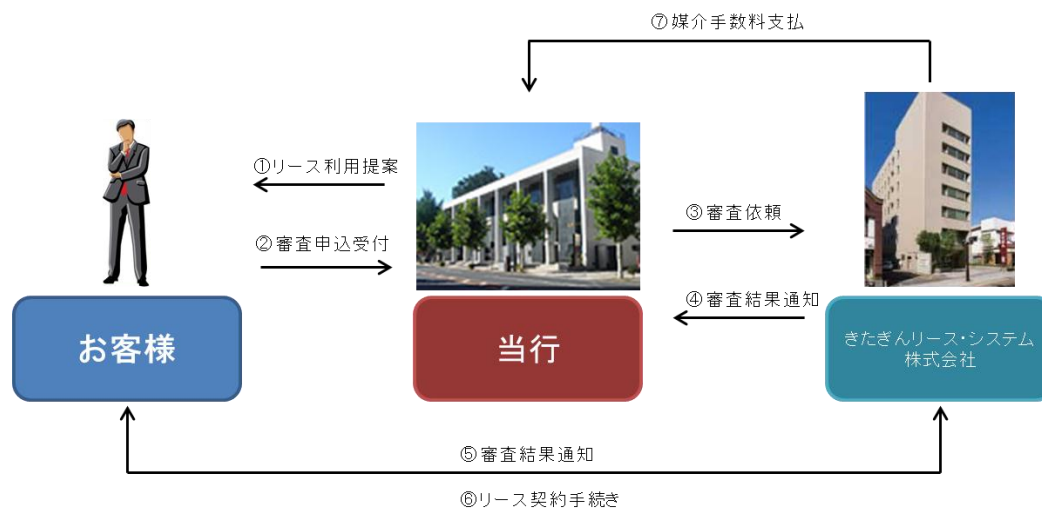 ⑦媒介手数料支払
①リース利用提案
②審査申込受付
③審査依頼
④審査結果通知
お客様
当行
きたぎんリース・システム
株式会社
⑤審査結果通知
⑥リース契約手続き